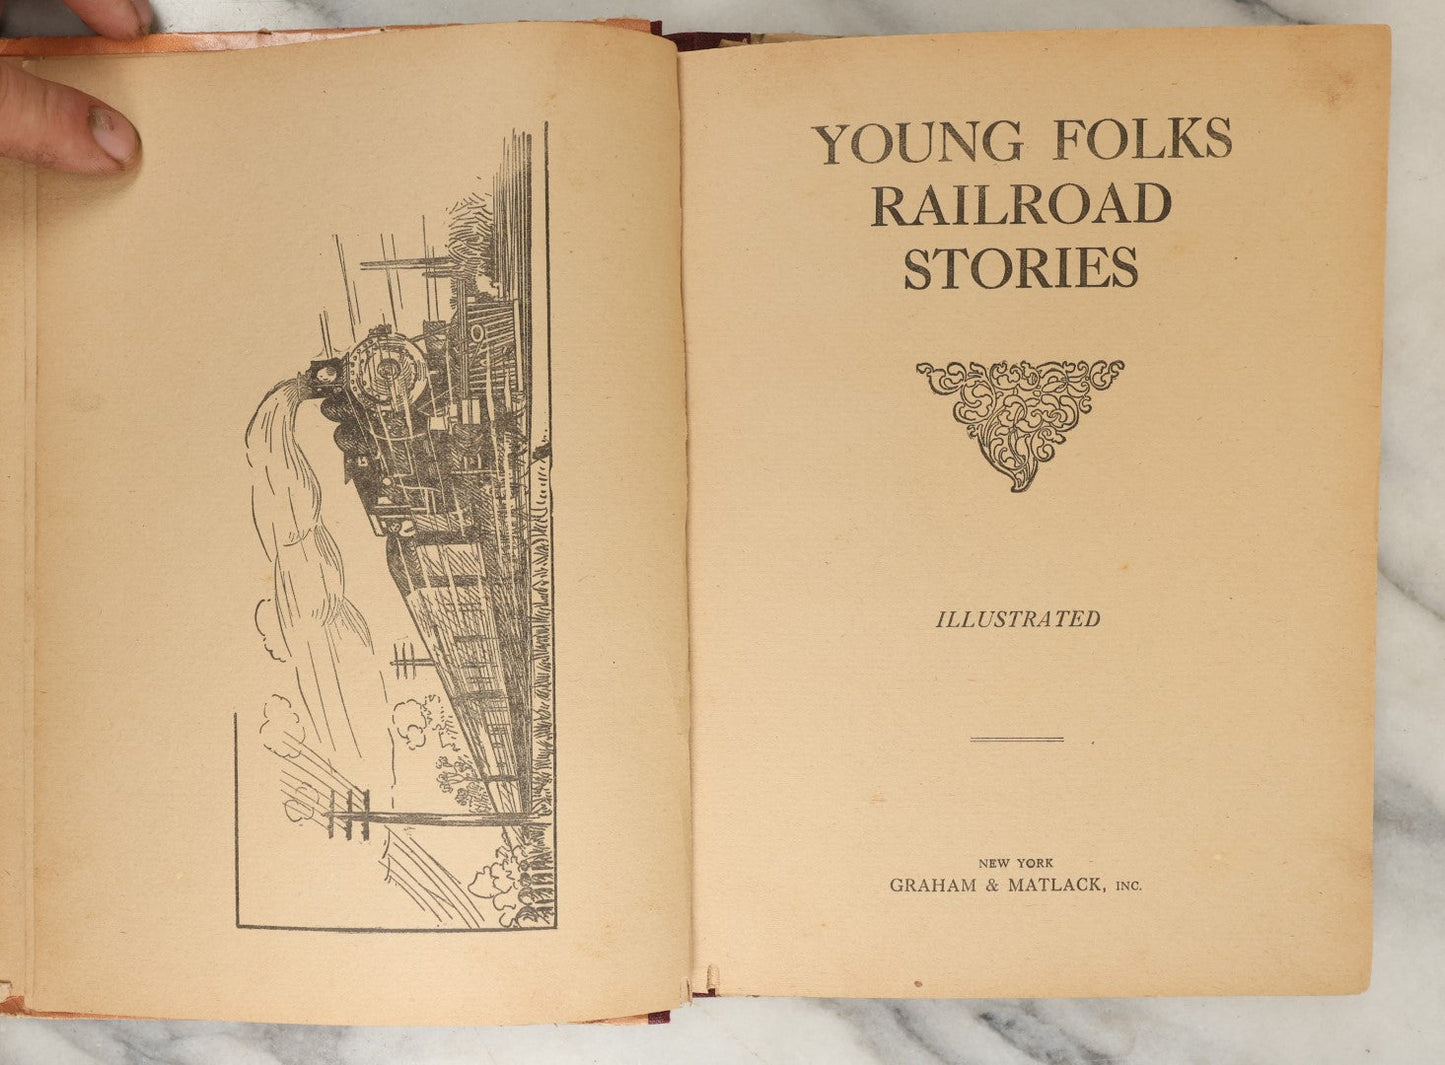 YOUNG FOLKS
RAILROAD
STORIES
ILLUSTRATED
NEW YORK
GRAHAM & MATLACK, INC.